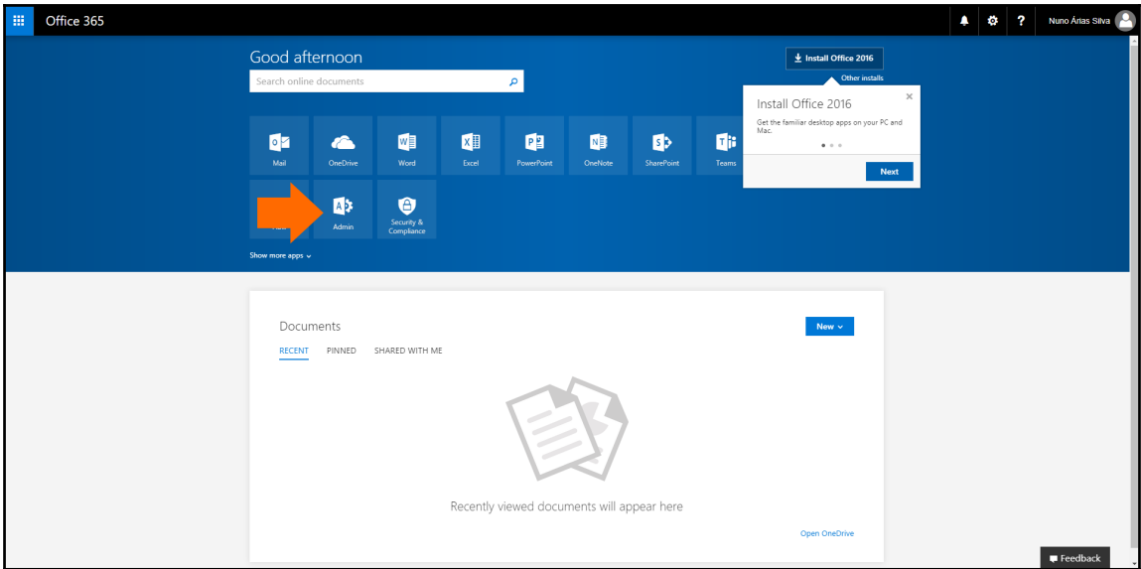 Office 365
?
Nuno Árias Silva
Good afternoon
Install Office 2016
Search online documents
Other installs
Install Office 2016
Get the familiar desktop apps on your PC and
Mac.
Next
Mail
OneDrive
Word
Excel
PowerPoint
OneNote
SharePoint
Teams
Admin
Security &
Compliance
Show more apps
Documents
New
RECENT
PINNED
SHARED WITH ME
Recently viewed documents will appear here
Open OneDrive
Feedback